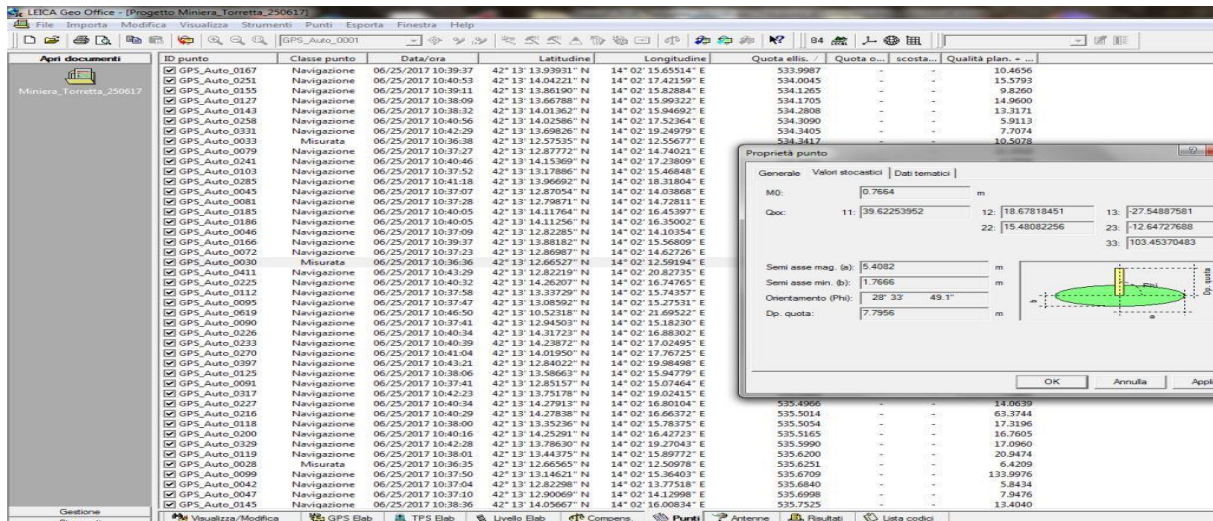 LEICA Geo Office - [Progetto Miniera_Torretta_250617]
File Importa Modifica Visualizza Strumenti Punti Esporta Finestra Help
GPS_Auto_0001 84
Apri documenti
Miniera_Torretta_250617
ID punto Classe punto Data/ora Latitudine Longitudine Quota ellis. / Quota o... scosta... Qualità plan. + ...
GPS_Auto_0167 Navigazione 06/25/2017 10:39:37 42° 13' 13.93931" N 14° 02' 15.65514" E 533.9987 - - 10.4656
GPS_Auto_0251 Navigazione 06/25/2017 10:40:53 42° 13' 14.04221" N 14° 02' 17.42159" E 534.0045 - - 15.5793
GPS_Auto_0155 Navigazione 06/25/2017 10:39:11 42° 13' 13.86190" N 14° 02' 15.82884" E 534.1265 - - 9.8260
GPS_Auto_0127 Navigazione 06/25/2017 10:38:09 42° 13' 13.66788" N 14° 02' 15.99322" E 534.1705 - - 14.9600
GPS_Auto_0143 Navigazione 06/25/2017 10:38:32 42° 13' 14.01362" N 14° 02' 15.94692" E 534.2808 - - 13.3171
GPS_Auto_0258 Navigazione 06/25/2017 10:40:56 42° 13' 14.02586" N 14° 02' 17.52364" E 534.3090 - - 5.9113
GPS_Auto_0331 Navigazione 06/25/2017 10:42:29 42° 13' 13.69826" N 14° 02' 19.24979" E 534.3405 - - 7.7074
GPS_Auto_0033 Misurata 06/25/2017 10:36:38 42° 13' 12.57535" N 14° 02' 12.55677" E 534.3417 - - 10.5078
GPS_Auto_0079 Navigazione 06/25/2017 10:37:27 42° 13' 12.87772" N 14° 02' 14.74021" E
GPS_Auto_0241 Navigazione 06/25/2017 10:40:46 42° 13' 14.15369" N 14° 02' 17.23809" E
GPS_Auto_0103 Navigazione 06/25/2017 10:37:52 42° 13' 13.17886" N 14° 02' 15.46848" E
GPS_Auto_0285 Navigazione 06/25/2017 10:41:18 42° 13' 13.96692" N 14° 02' 18.31804" E
GPS_Auto_0045 Navigazione 06/25/2017 10:37:07 42° 13' 12.87054" N 14° 02' 14.03868" E
GPS_Auto_0081 Navigazione 06/25/2017 10:37:28 42° 13' 12.79871" N 14° 02' 14.72811" E
GPS_Auto_0185 Navigazione 06/25/2017 10:40:05 42° 13' 14.11764" N 14° 02' 16.45397" E
GPS_Auto_0186 Navigazione 06/25/2017 10:40:05 42° 13' 14.11256" N 14° 02' 16.35002" E
GPS_Auto_0046 Navigazione 06/25/2017 10:37:09 42° 13' 12.82285" N 14° 02' 14.10354" E
GPS_Auto_0166 Navigazione 06/25/2017 10:39:37 42° 13' 13.88182" N 14° 02' 15.56809" E
GPS_Auto_0072 Navigazione 06/25/2017 10:37:23 42° 13' 12.86987" N 14° 02' 14.62726" E
GPS_Auto_0030 Misurata 06/25/2017 10:36:36 42° 13' 12.66527" N 14° 02' 12.59194" E
GPS_Auto_0411 Navigazione 06/25/2017 10:43:29 42° 13' 12.82219" N 14° 02' 20.82735" E
GPS_Auto_0225 Navigazione 06/25/2017 10:40:32 42° 13' 14.26207" N 14° 02' 16.74765" E
GPS_Auto_0112 Navigazione 06/25/2017 10:37:58 42° 13' 13.33729" N 14° 02' 15.74357" E
GPS_Auto_0095 Navigazione 06/25/2017 10:37:47 42° 13' 13.08592" N 14° 02' 15.27531" E
GPS_Auto_0619 Navigazione 06/25/2017 10:46:50 42° 13' 10.52318" N 14° 02' 21.69522" E
GPS_Auto_0090 Navigazione 06/25/2017 10:37:41 42° 13' 12.94503" N 14° 02' 15.18230" E
GPS_Auto_0226 Navigazione 06/25/2017 10:40:34 42° 13' 14.31723" N 14° 02' 16.88302" E
GPS_Auto_0233 Navigazione 06/25/2017 10:40:39 42° 13' 14.23872" N 14° 02' 17.02495" E
GPS_Auto_0270 Navigazione 06/25/2017 10:41:04 42° 13' 14.01950" N 14° 02' 17.76725" E
GPS_Auto_0397 Navigazione 06/25/2017 10:43:21 42° 13' 12.84022" N 14° 02' 19.98498" E
GPS_Auto_0125 Navigazione 06/25/2017 10:38:06 42° 13' 13.58663" N 14° 02' 15.94779" E
GPS_Auto_0091 Navigazione 06/25/2017 10:37:41 42° 13' 12.85157" N 14° 02' 15.07464" E
GPS_Auto_0317 Navigazione 06/25/2017 10:42:23 42° 13' 13.75178" N 14° 02' 19.02415" E
GPS_Auto_0227 Navigazione 06/25/2017 10:40:34 42° 13' 14.27913" N 14° 02' 16.80104" E 535.4966 - - 14.0639
GPS_Auto_0216 Navigazione 06/25/2017 10:40:29 42° 13' 14.27838" N 14° 02' 16.66372" E 535.5014 - - 63.3744
GPS_Auto_0118 Navigazione 06/25/2017 10:38:00 42° 13' 13.35236" N 14° 02' 15.78375" E 535.5054 - - 17.3196
GPS_Auto_0200 Navigazione 06/25/2017 10:40:16 42° 13' 14.25291" N 14° 02' 16.42723" E 535.5165 - - 16.7605
GPS_Auto_0329 Navigazione 06/25/2017 10:42:28 42° 13' 13.78630" N 14° 02' 19.27043" E 535.5990 - - 17.0960
GPS_Auto_0119 Navigazione 06/25/2017 10:38:01 42° 13' 13.44375" N 14° 02' 15.89772" E 535.6200 - - 20.9474
GPS_Auto_0028 Misurata 06/25/2017 10:36:35 42° 13' 12.66565" N 14° 02' 12.50978" E 535.6251 - - 6.4209
GPS_Auto_0099 Navigazione 06/25/2017 10:37:50 42° 13' 13.14621" N 14° 02' 15.36403" E 535.6709 - - 133.9976
GPS_Auto_0042 Navigazione 06/25/2017 10:37:04 42° 13' 12.82298" N 14° 02' 13.77518" E 535.6840 - - 5.8434
GPS_Auto_0047 Navigazione 06/25/2017 10:37:10 42° 13' 12.90069" N 14° 02' 14.12998" E 535.6998 - - 7.9476
GPS_Auto_0145 Navigazione 06/25/2017 10:38:36 42° 13' 14.05667" N 14° 02' 16.00834" E 535.7525 - - 13.4040
Proprietà punto
Generale Valori stocastici Dati tematici
M0: 0.7664 m
Qxx: 11: 39.62253952 12: 18.67818451 13: -27.54887581
22: 15.48082256 23: -12.64727688
33: 103.45370483
Semi asse mag. (a): 5.4082 m
Semi asse min. (b): 1.7666 m
Orientamento (Phi): 28° 33' 49.1"
Dp. quota: 7.7956 m
Phi
Dp. quota
b
a
OK Annulla Appli
Gestione
Visualizza/Modifica GPS Elab TPS Elab Livello Elab Compens. Punti Antenne Risultati Lista codici